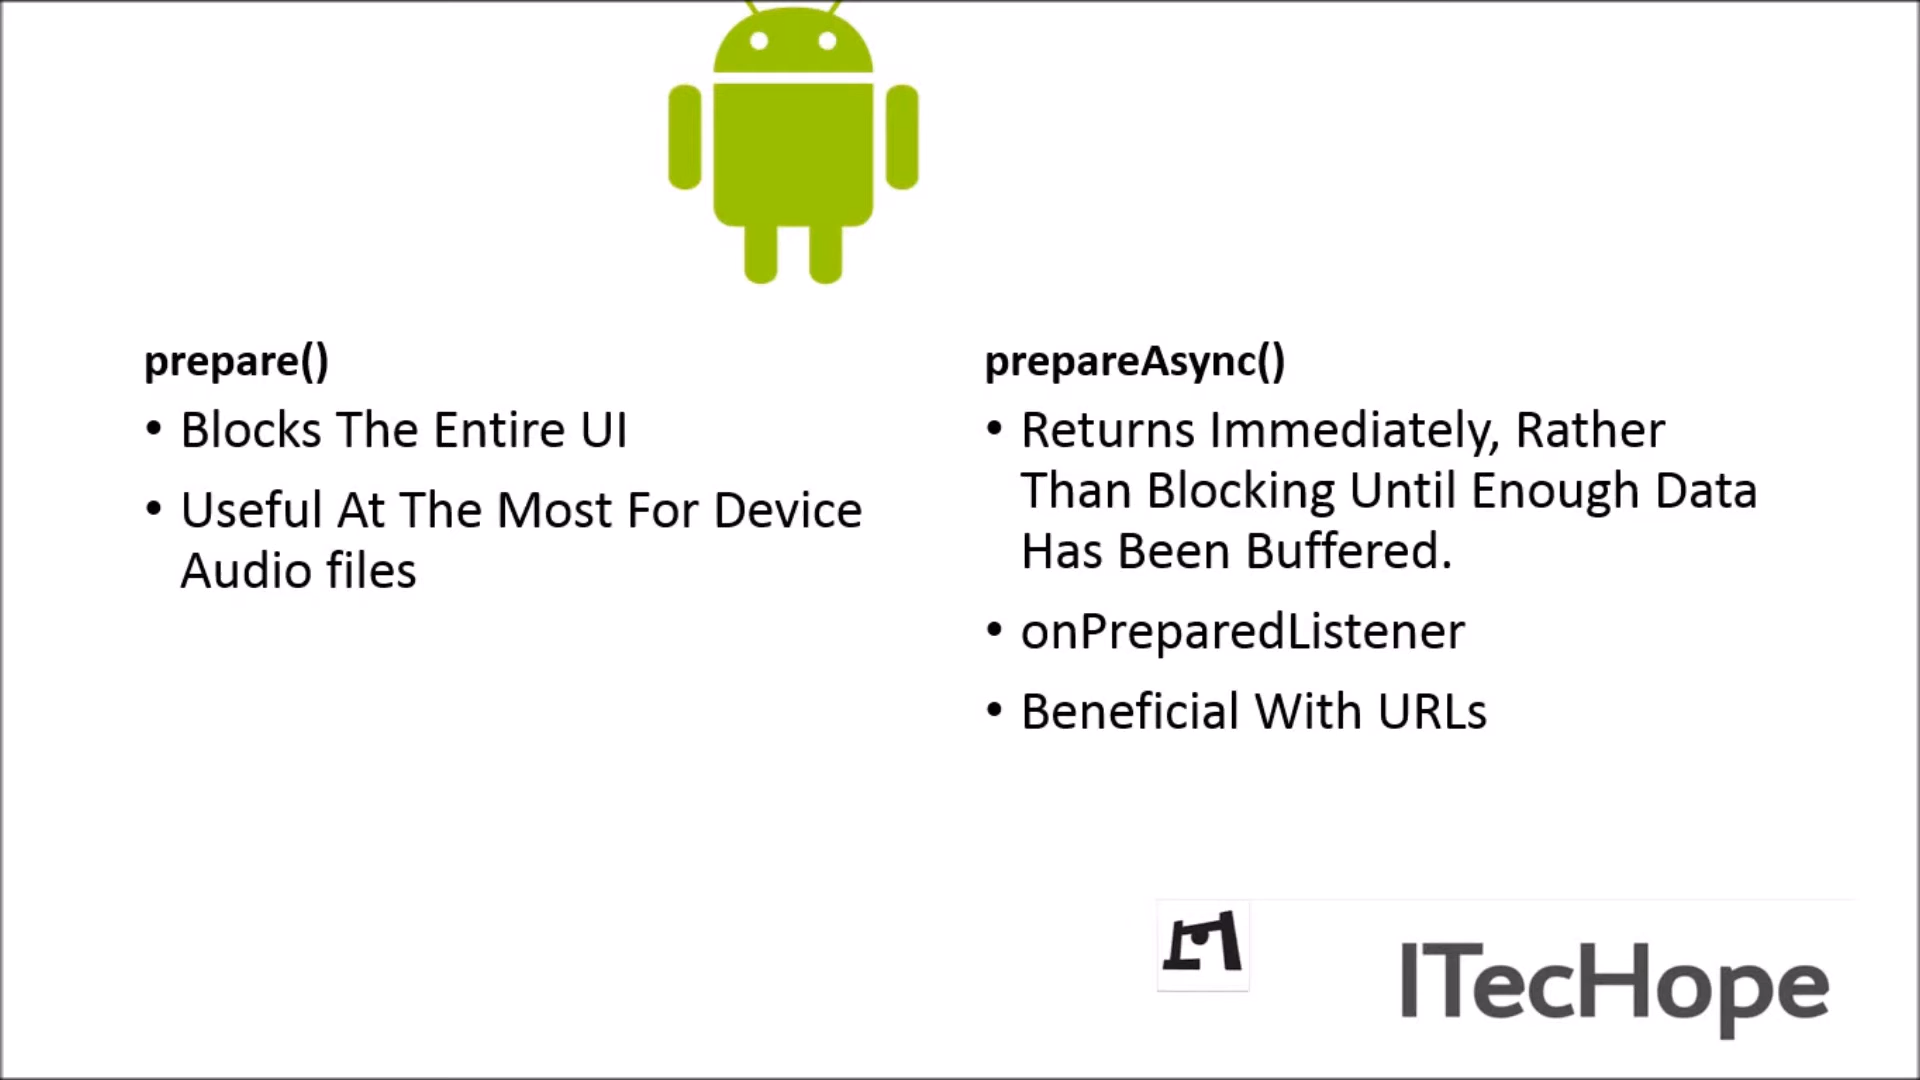 prepare()
• Blocks The Entire UI
• Useful At The Most For Device
Audio files
prepareAsync()
• Returns Immediately, Rather
Than Blocking Until Enough Data
Has Been Buffered.
• onPreparedListener
• Beneficial With URLs
ITecHope